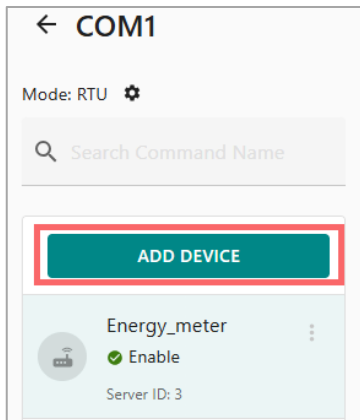 COM1
Mode: RTU
Search Command Name
ADD DEVICE
Energy_meter
Enable
Server ID: 3